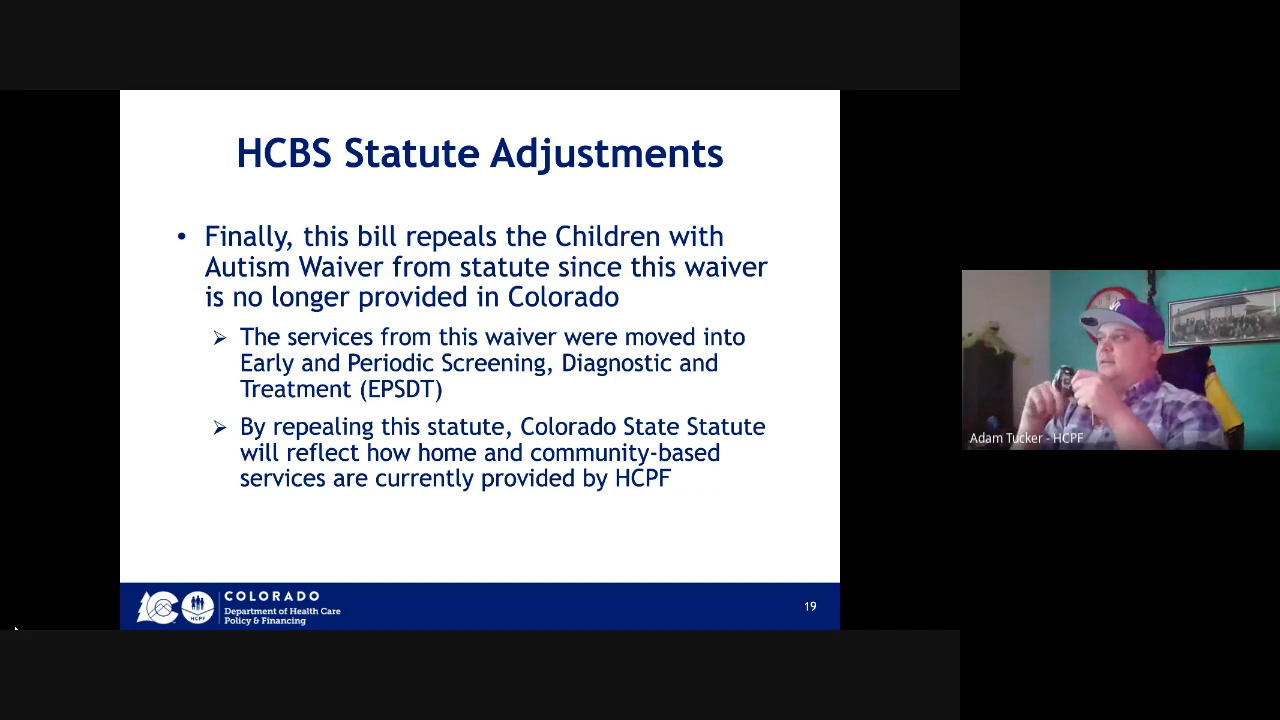 HCBS Statute Adjustments
• Finally, this bill repeals the Children with
Autism Waiver from statute since this waiver
is no longer provided in Colorado
➢ The services from this waiver were moved into
Early and Periodic Screening, Diagnostic and
Treatment (EPSDT)
➢ By repealing this statute, Colorado State Statute
will reflect how home and community-based
services are currently provided by HCPF
HCPF
COLORADO
Department of Health Care
Policy & Financing
19
Adam Tucker - HCPF